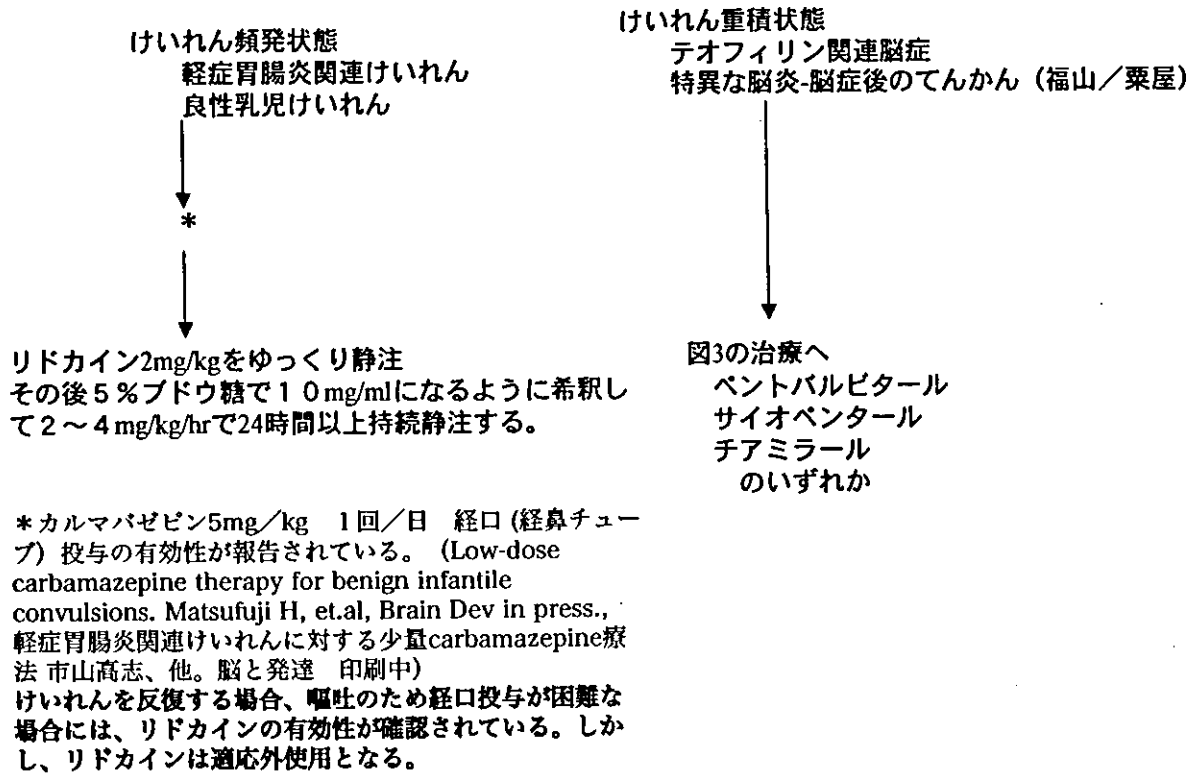 けいれん頻発状態
軽症胃腸炎関連けいれん
良性乳児けいれん
*
リドカイン2mg/kgをゆっくり静注
その後5%ブドウ糖で10mg/mlになるように希釈し
て2~4mg/kg/hrで24時間以上持続静注する。
けいれん重積状態
テオフィリン関連脳症
特異な脳炎-脳症後のてんかん(福山/粟屋)
図3の治療へ
ペントバルビタール
サイオペンタール
チアミラール
のいずれか
*カルマバゼピン5mg/kg 1回/日 経口(経鼻チュー
ブ)投与の有効性が報告されている。 (Low-dose
carbamazepine therapy for benign infantile
convulsions. Matsufuji H, et.al, Brain Dev in press.,
軽症胃腸炎関連けいれんに対する少量carbamazepine療
法 市山高志、他。脳と発達 印刷中)
けいれんを反復する場合、嘔吐のため経口投与が困難な
場合には、リドカインの有効性が確認されている。しか
し、リドカインは適応外使用となる。